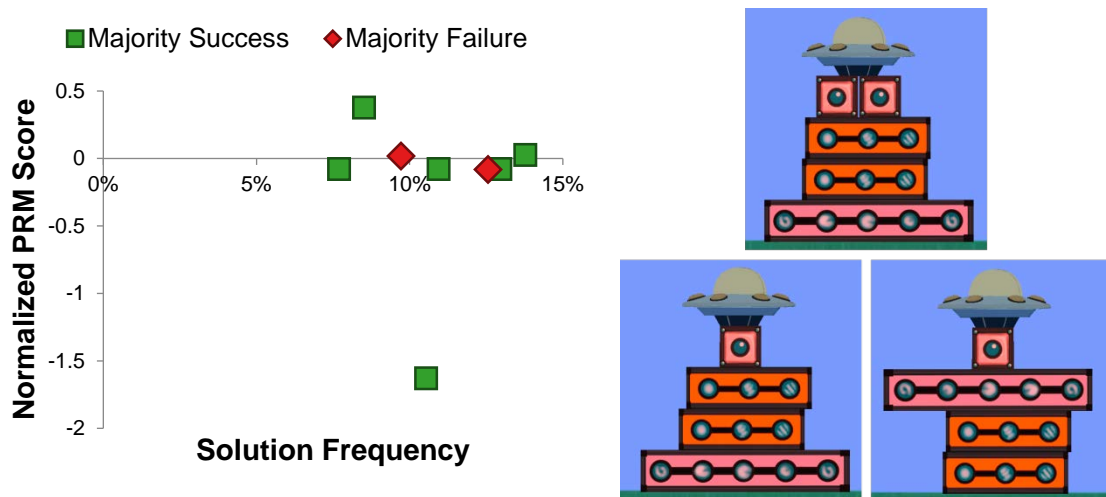 Majority Success
Majority Failure
Normalized PRM Score
0.5
0
-0.5
-1
-1.5
-2
0%
5%
10%
15%
Solution Frequency